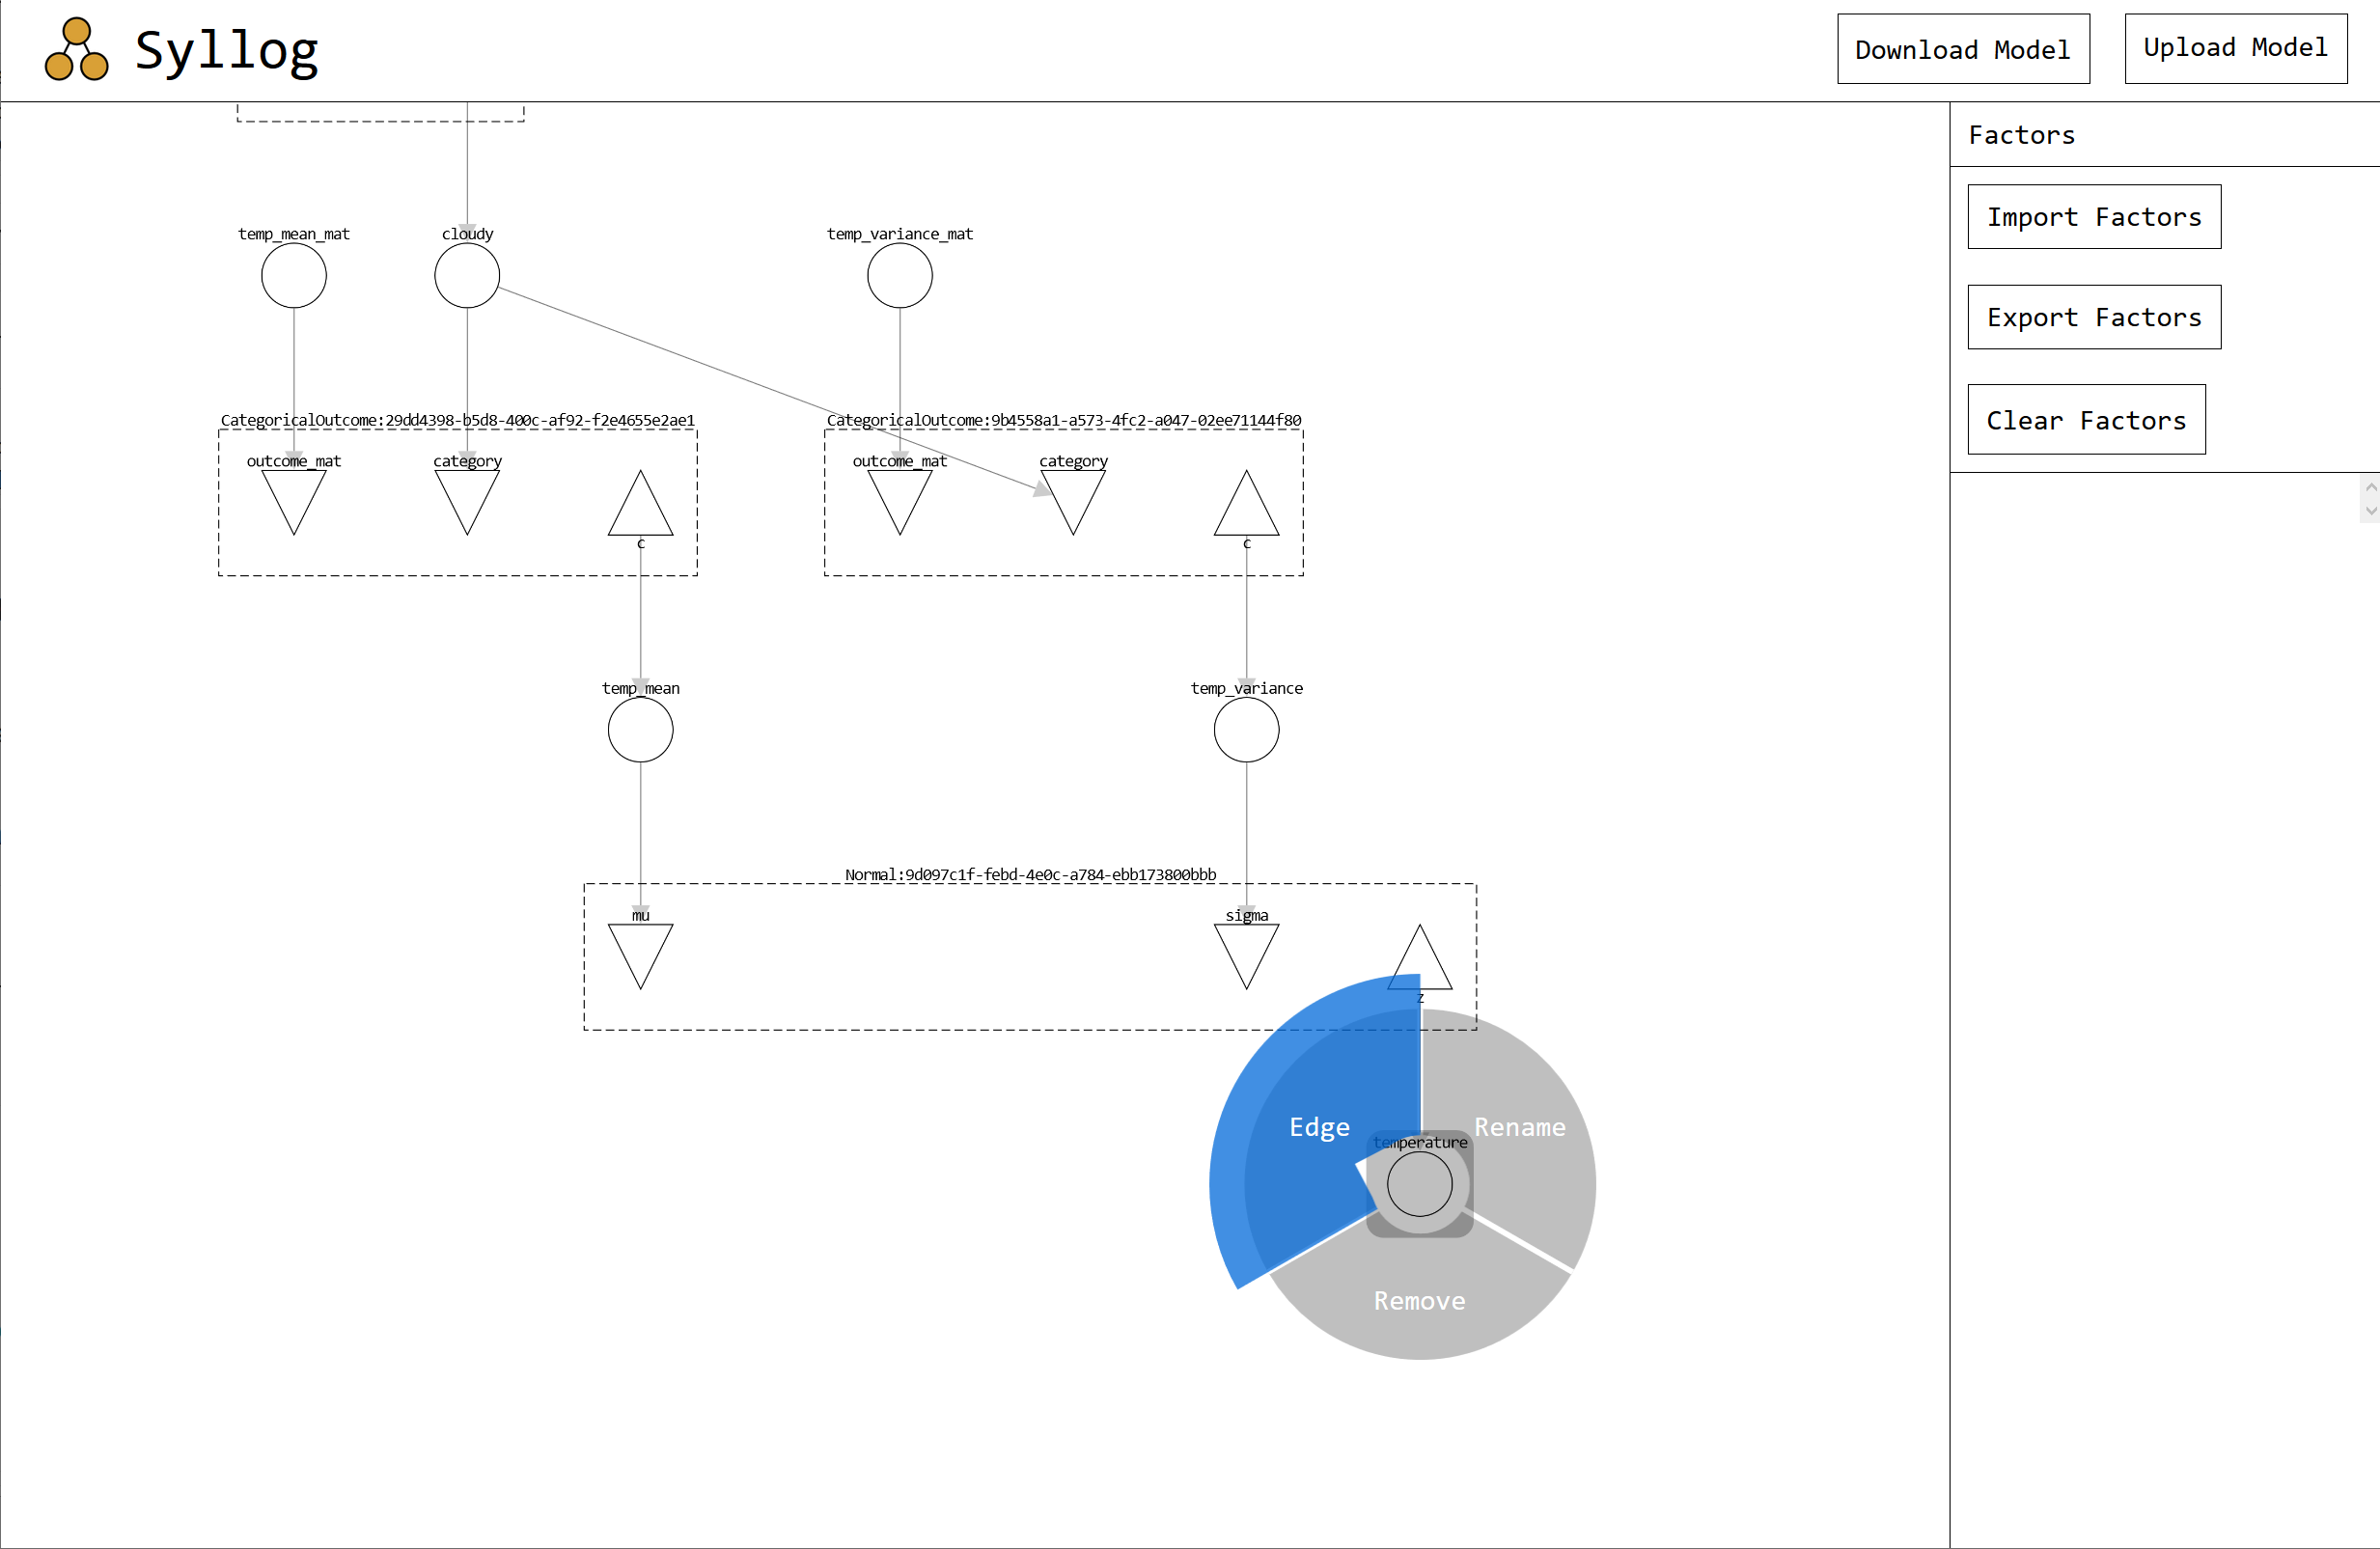 Syllog
Download Model
Upload Model
Factors
Import Factors
Export Factors
Clear Factors
temp_mean_mat
cloudy
temp_variance_mat
CategoricalOutcome:29dd4398-b5d8-400c-af92-f2e4655e2ae1
CategoricalOutcome:9b4558a1-a573-4fc2-a047-02ee71144f80
outcome_mat
category
outcome_mat
category
c
c
temp_mean
temp_variance
Normal:9d097c1f-febd-4e0c-a784-ebb173800bbb
mu
sigma
z
Edge
Rename
temperature
Remove